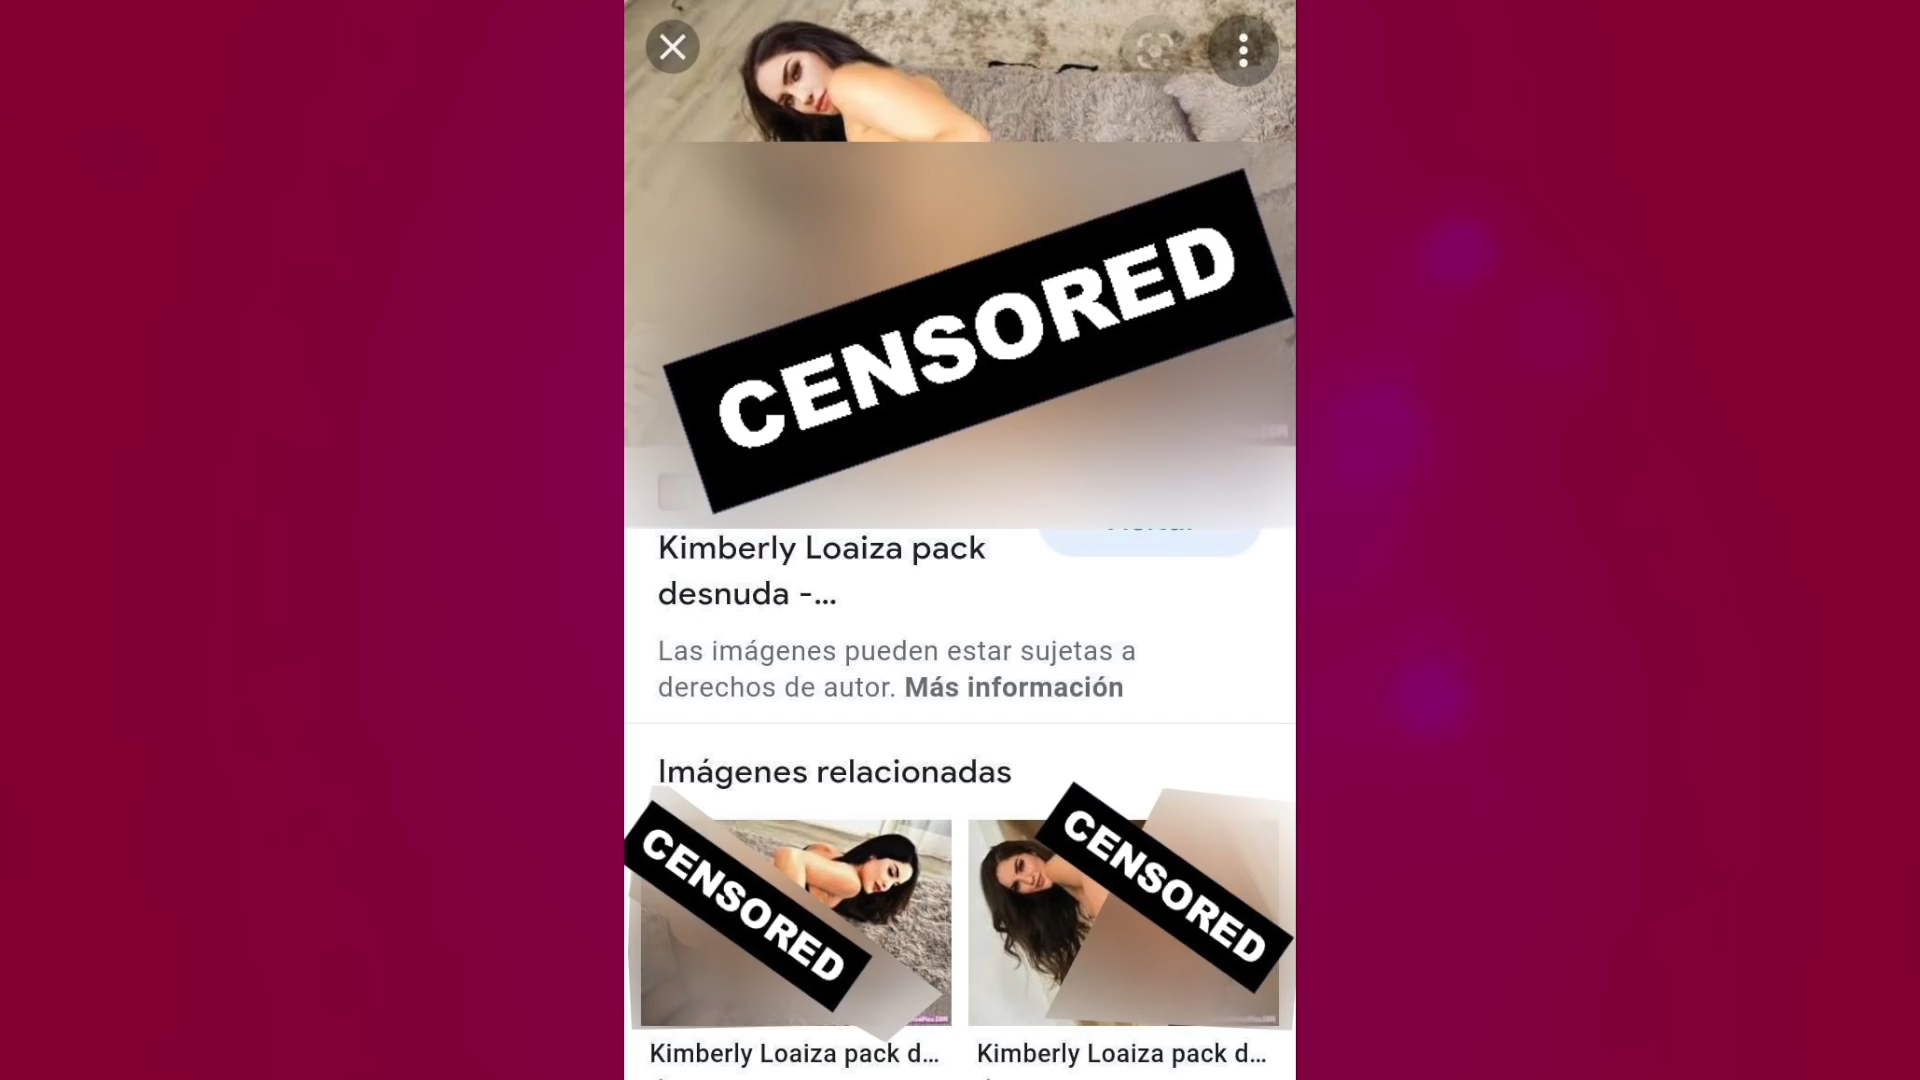 CENSORED
Kimberly Loaiza pack
desnuda -...
Las imágenes pueden estar sujetas a
derechos de autor. Más información
Imágenes relacionadas
CENSORED
CENSORED
Kimberly Loaiza pack d...
Kimberly Loaiza pack d...